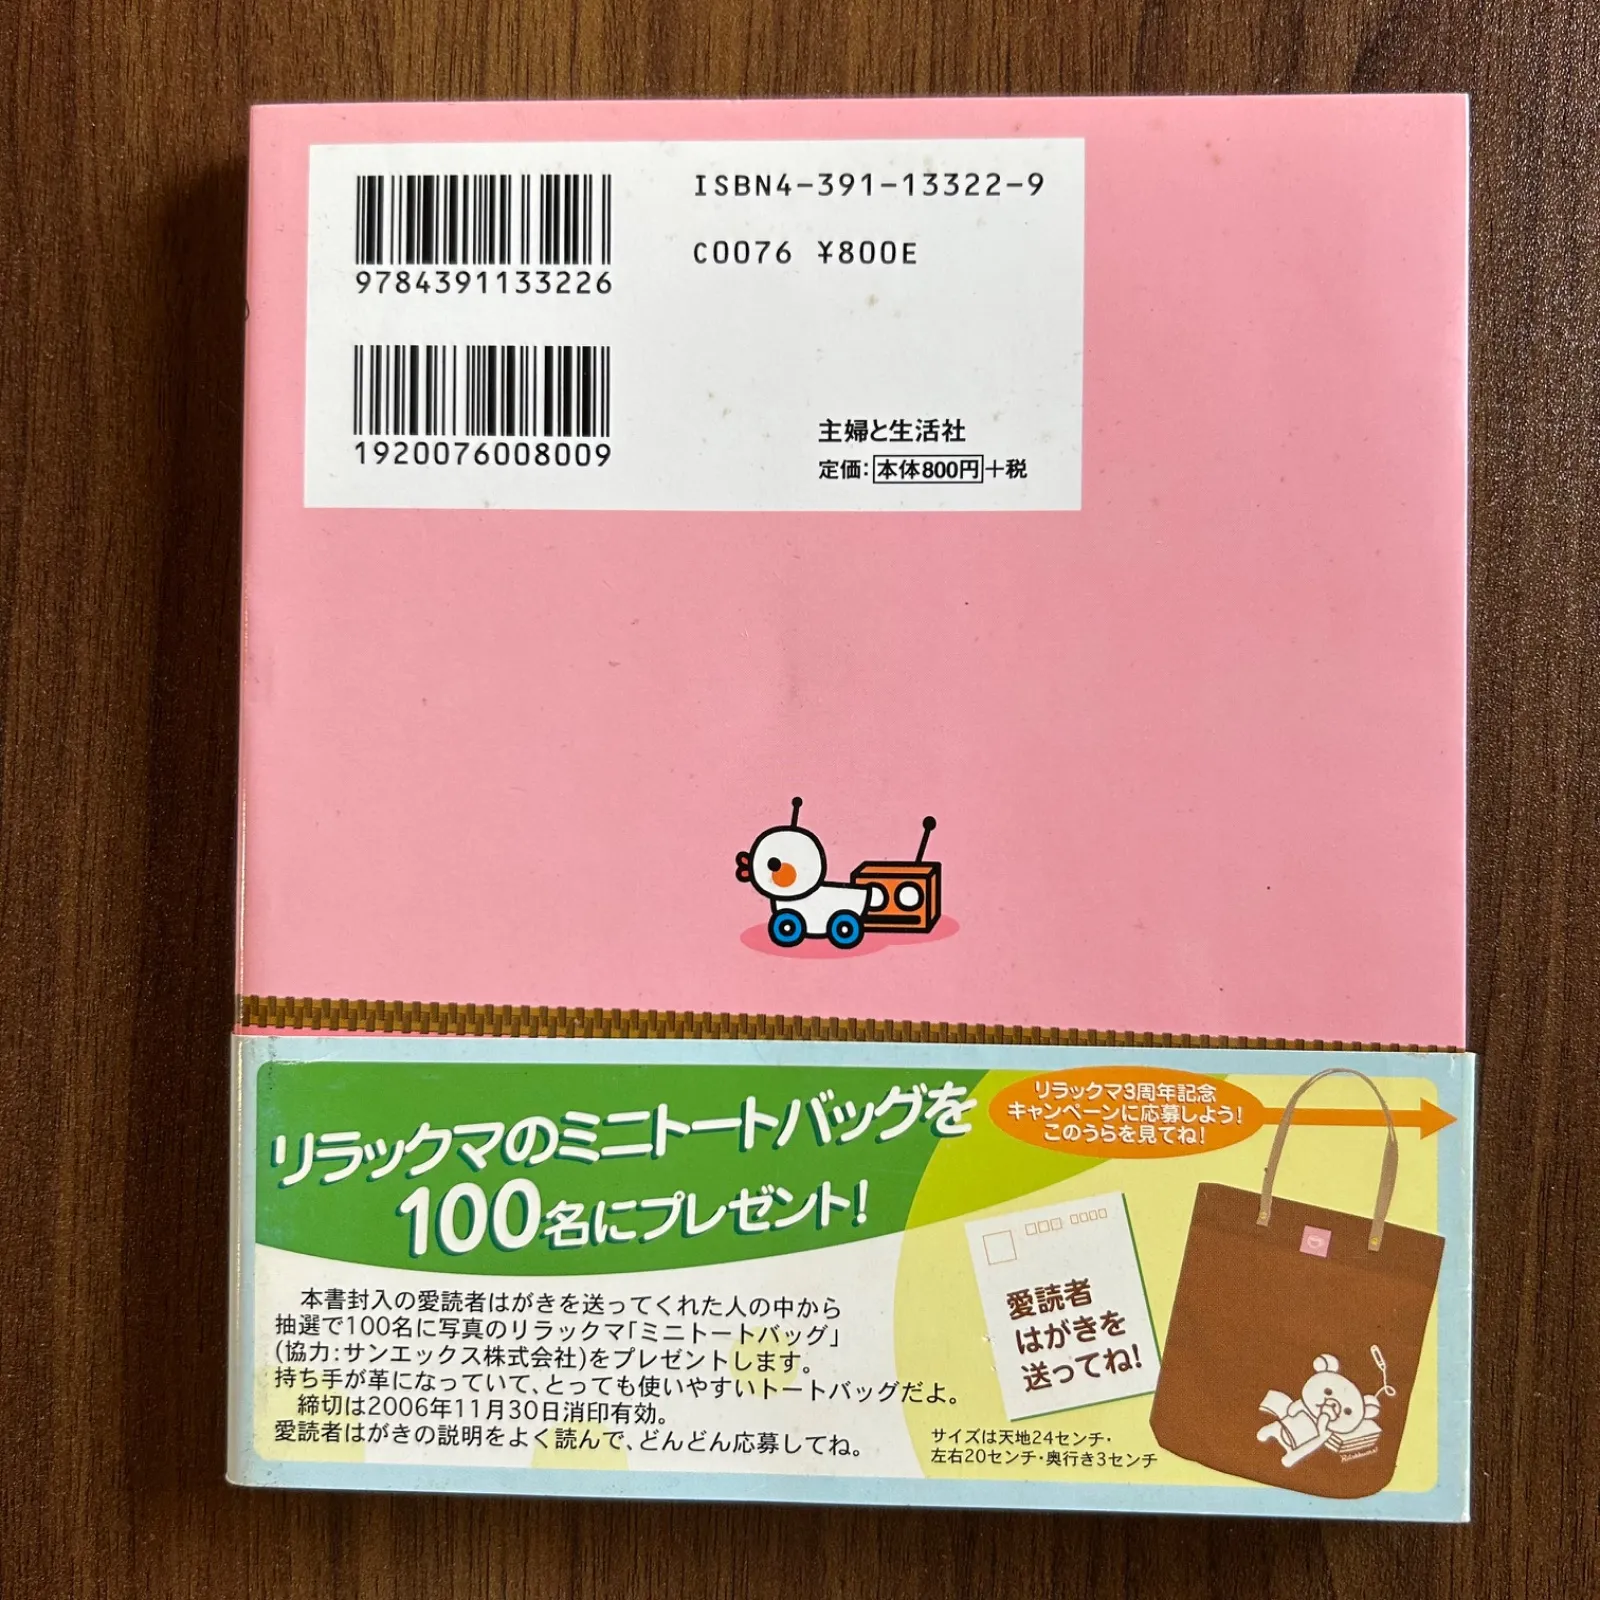 ISBN4-391-13322-9
C0076 ¥800E
9784391133226
1920076008009
主婦と生活社
定価：本体800円＋税
リラックマのミニトートバッグを
100名にプレゼント!
リラックマ3周年記念
キャンペーンに応募しよう!
このうらを見てね!
本書封入の愛読者はがきを送ってくれた人の中から
抽選で100名に写真のリラックマ「ミニトートバッグ」
(協力:サンエックス株式会社)をプレゼントします。
持ち手が革になっていて、とっても使いやすいトートバッグだよ。
締切は2006年11月30日消印有効。
愛読者はがきの説明をよく読んで、どんどん応募してね。
愛読者
はがきを
送ってね!
サイズは天地24センチ・
左右20センチ・奥行き3センチ
Rilakkuma!